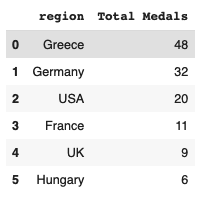 region Total Medals
0 Greece 48
1 Germany 32
2 USA 20
3 France 11
4 UK 9
5 Hungary 6